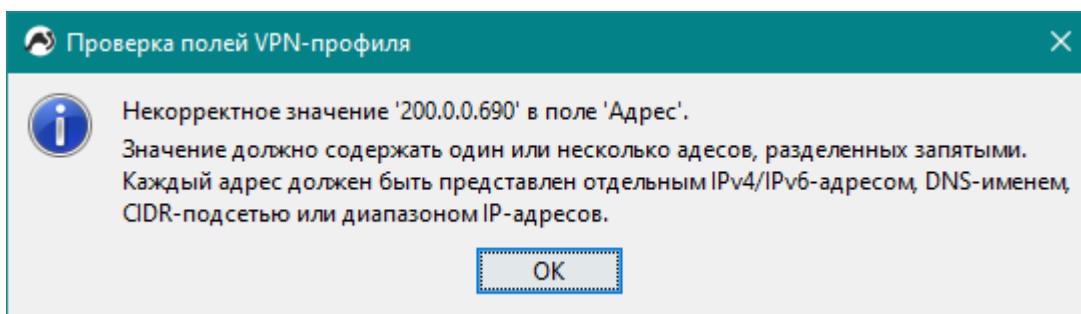 Проверка полей VPN-профиля
Некорректное значение '200.0.0.690' в поле 'Адрес'.
Значение должно содержать один или несколько адесов, разделенных запятыми.
Каждый адрес должен быть представлен отдельным IPv4/IPv6-адресом, DNS-именем,
CIDR-подсетью или диапазоном IP-адресов.
OK